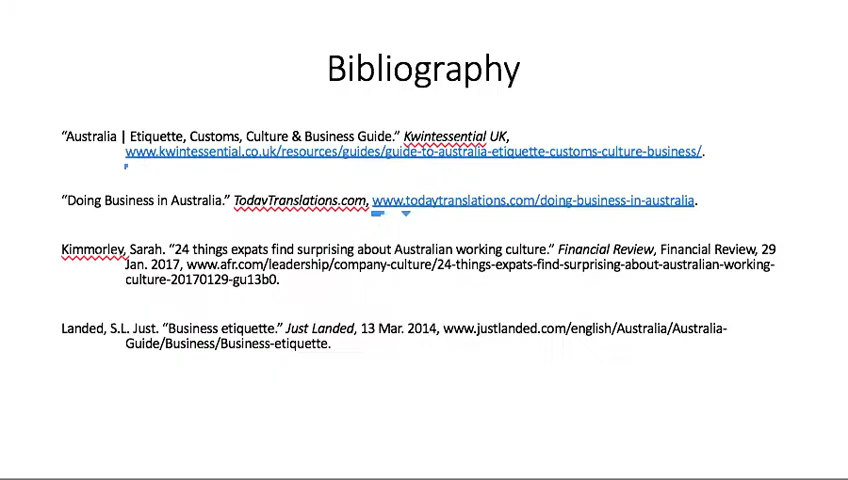 Bibliography
“Australia | Etiquette, Customs, Culture & Business Guide.” Kwintessential UK,
www.kwintessential.co.uk/resources/guides/guide-to-australia-etiquette-customs-culture-business/.
“Doing Business in Australia.” TodayTranslations.com, www.todaytranslations.com/doing-business-in-australia.
Kimmorley, Sarah. “24 things expats find surprising about Australian working culture.” Financial Review, Financial Review, 29
Jan. 2017, www.afr.com/leadership/company-culture/24-things-expats-find-surprising-about-australian-working-
culture-20170129-gu13b0.
Landed, S.L. Just. “Business etiquette.” Just Landed, 13 Mar. 2014, www.justlanded.com/english/Australia/Australia-
Guide/Business/Business-etiquette.